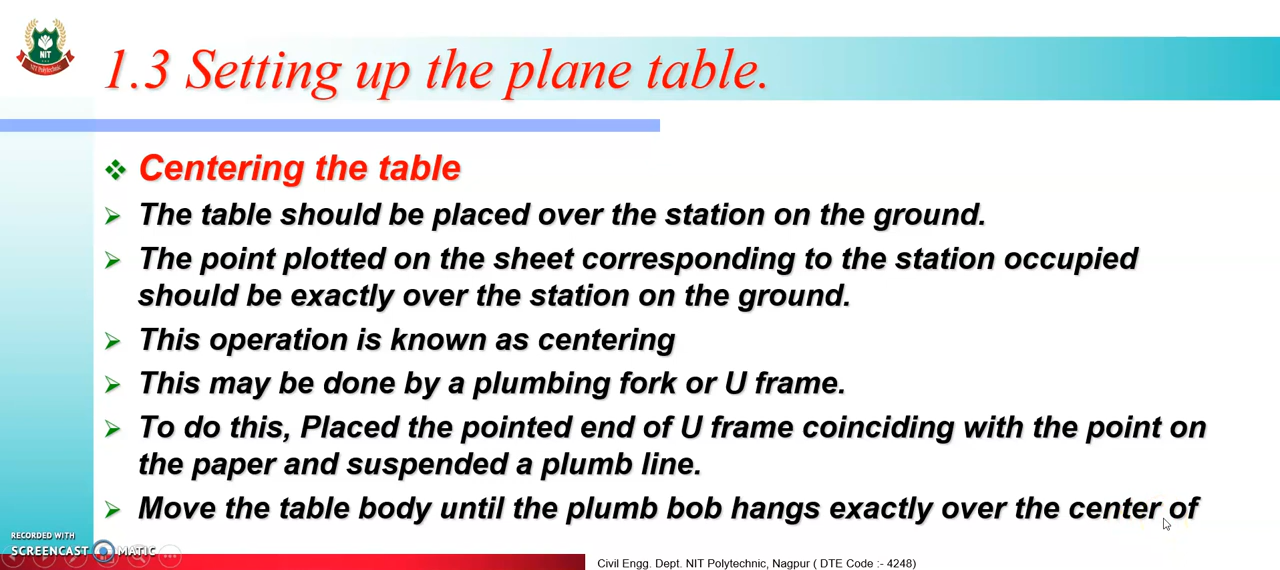 NiT
NIT Polytechnic
1.3 Setting up the plane table.
Centering the table
The table should be placed over the station on the ground.
The point plotted on the sheet corresponding to the station occupied
should be exactly over the station on the ground.
This operation is known as centering
This may be done by a plumbing fork or U frame.
To do this, Placed the pointed end of U frame coinciding with the point on
the paper and suspended a plumb line.
Move the table body until the plumb bob hangs exactly over the center of
RECORDED WITH
SCREENCAST MATIC
Civil Engg. Dept. NIT Polytechnic, Nagpur ( DTE Code :- 4248)